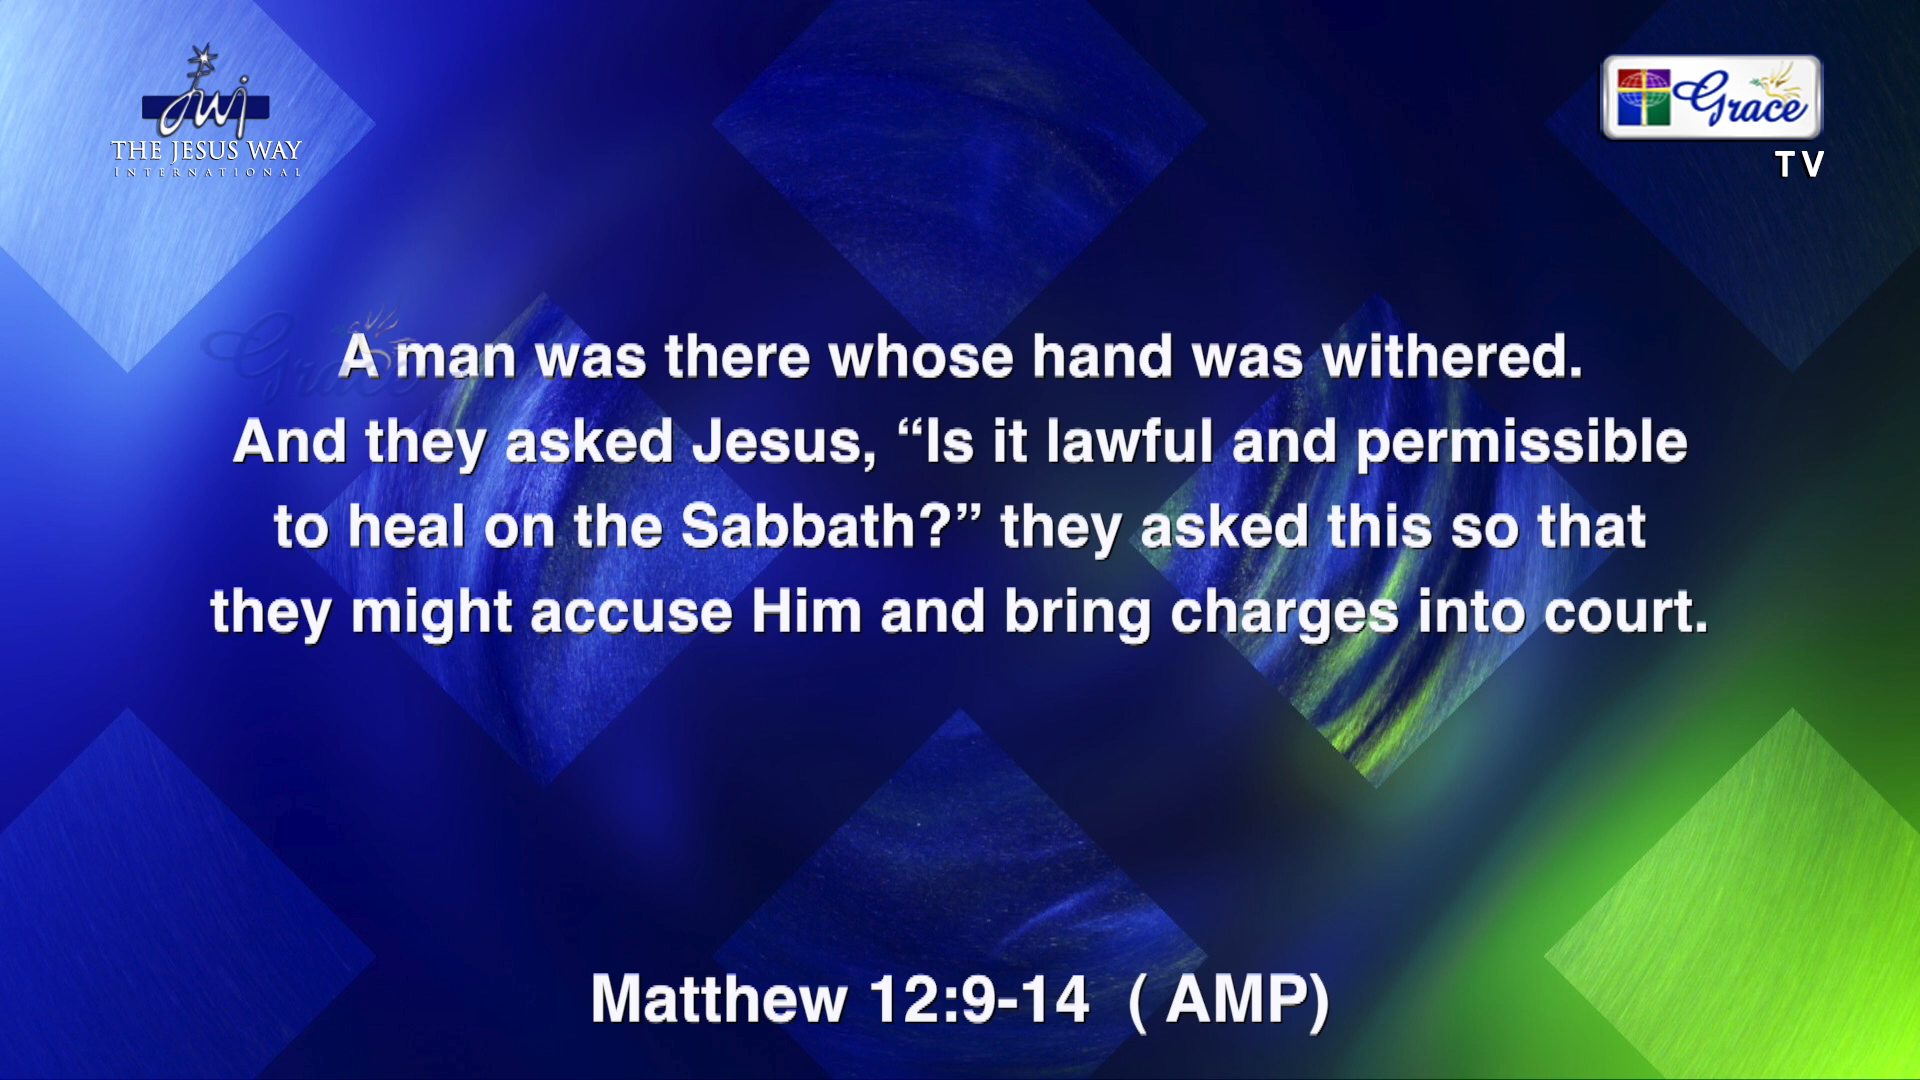 jwj
THE JESUS WAY
INTERNATIONAL
Grace
TV
Grace
A man was there whose hand was withered.
And they asked Jesus, “Is it lawful and permissible
to heal on the Sabbath?” they asked this so that
they might accuse Him and bring charges into court.
Matthew 12:9-14 ( AMP)